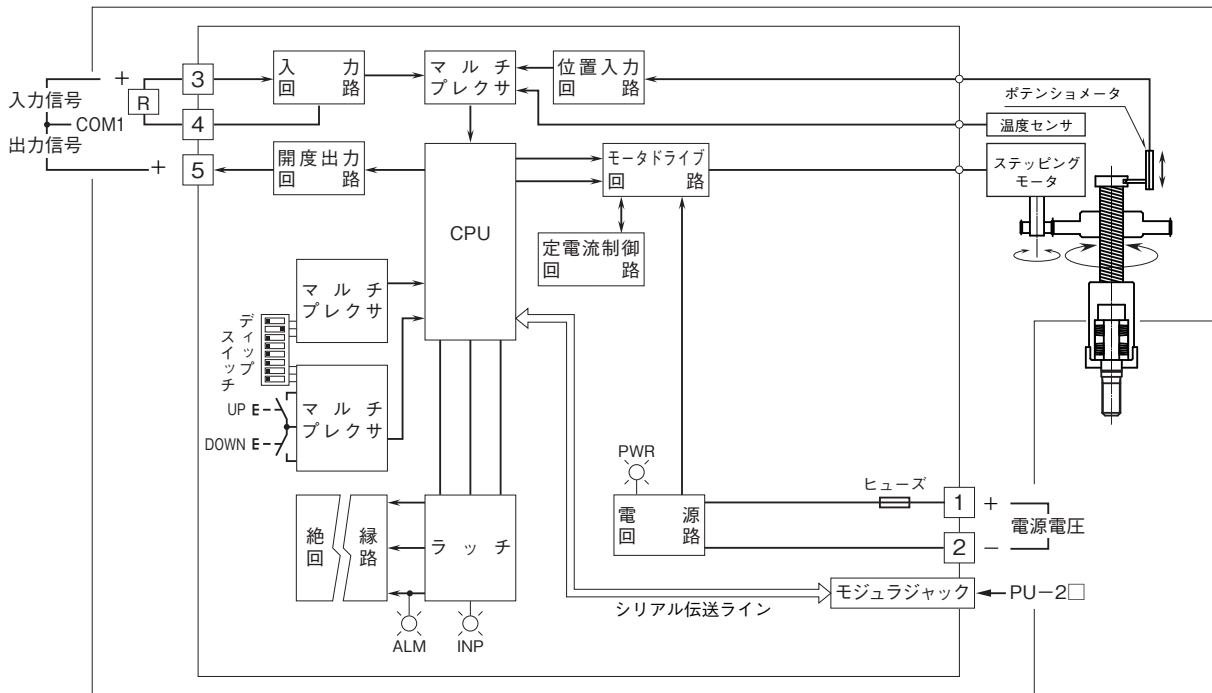 入力信号
COM1
出力信号
+
R
+
3
4
5
入　　力
回　　路
マ ル チ
プレクサ
位置入力
回　　路
ポテンショメータ
温度センサ
開度出力
回　　路
CPU
モータドライブ
回　　路
ステッピング
モータ
定電流制御
回　　路
ディップ
スイッチ
マ ル チ
プレクサ
UP
DOWN
マ ル チ
プレクサ
PWR
ヒューズ
1
+
電　　源
回　　路
電源電圧
2
−
絶　縁
回　路
ラ ッ チ
ALM
INP
シリアル伝送ライン
モジュラジャック
PU−2□